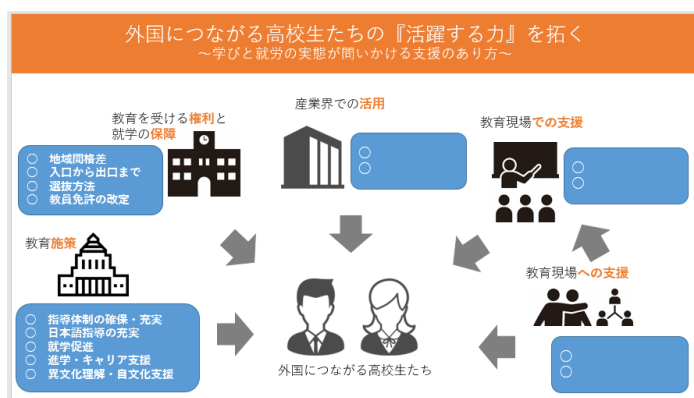 外国につながる高校生たちの『活躍する力』を拓く
～学びと就労の実態が問いかける支援のあり方～
教育を受ける権利と
就学の保障
○ 地域間格差
○ 入口から出口まで
○ 選抜方法
○ 教員免許の改定
産業界での活用
○
○
教育現場での支援
○
○
教育施策
○ 指導体制の確保・充実
○ 日本語指導の充実
○ 就学促進
○ 進学・キャリア支援
○ 異文化理解・自文化支援
教育現場への支援
○
○
外国につながる高校生たち